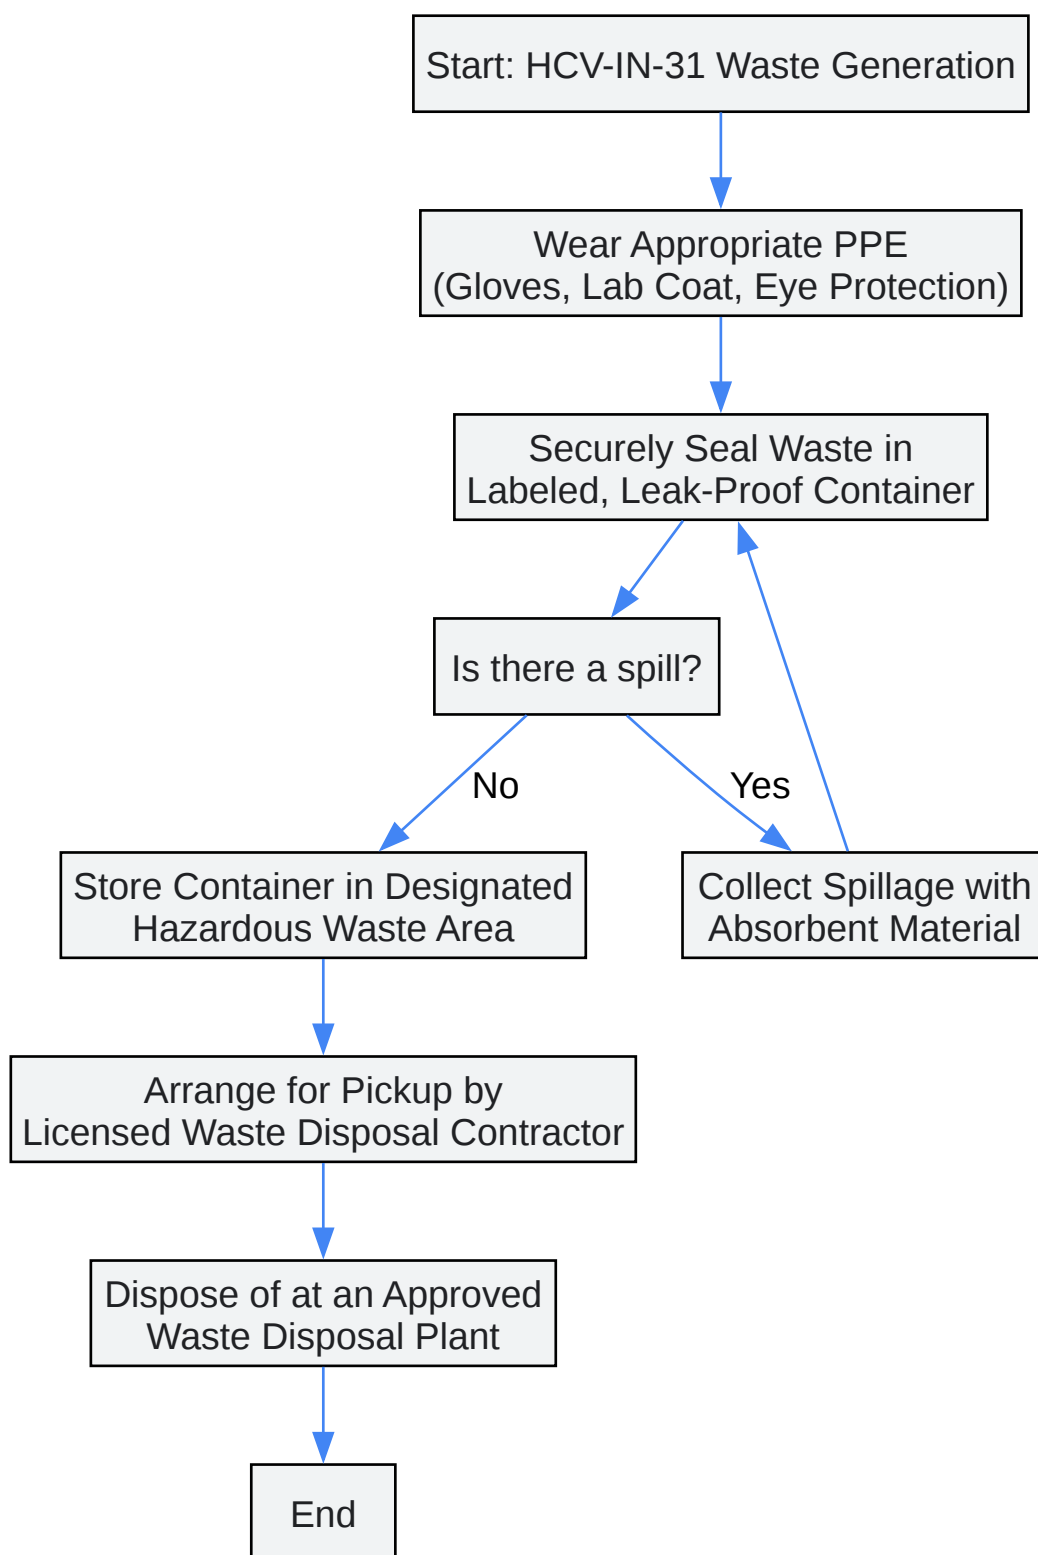 Start: HCV-IN-31 Waste Generation
Wear Appropriate PPE
(Gloves, Lab Coat, Eye Protection)
Securely Seal Waste in
Labeled, Leak-Proof Container
Is there a spill?
No
Yes
Store Container in Designated
Hazardous Waste Area
Collect Spillage with
Absorbent Material
Arrange for Pickup by
Licensed Waste Disposal Contractor
Dispose of at an Approved
Waste Disposal Plant
End